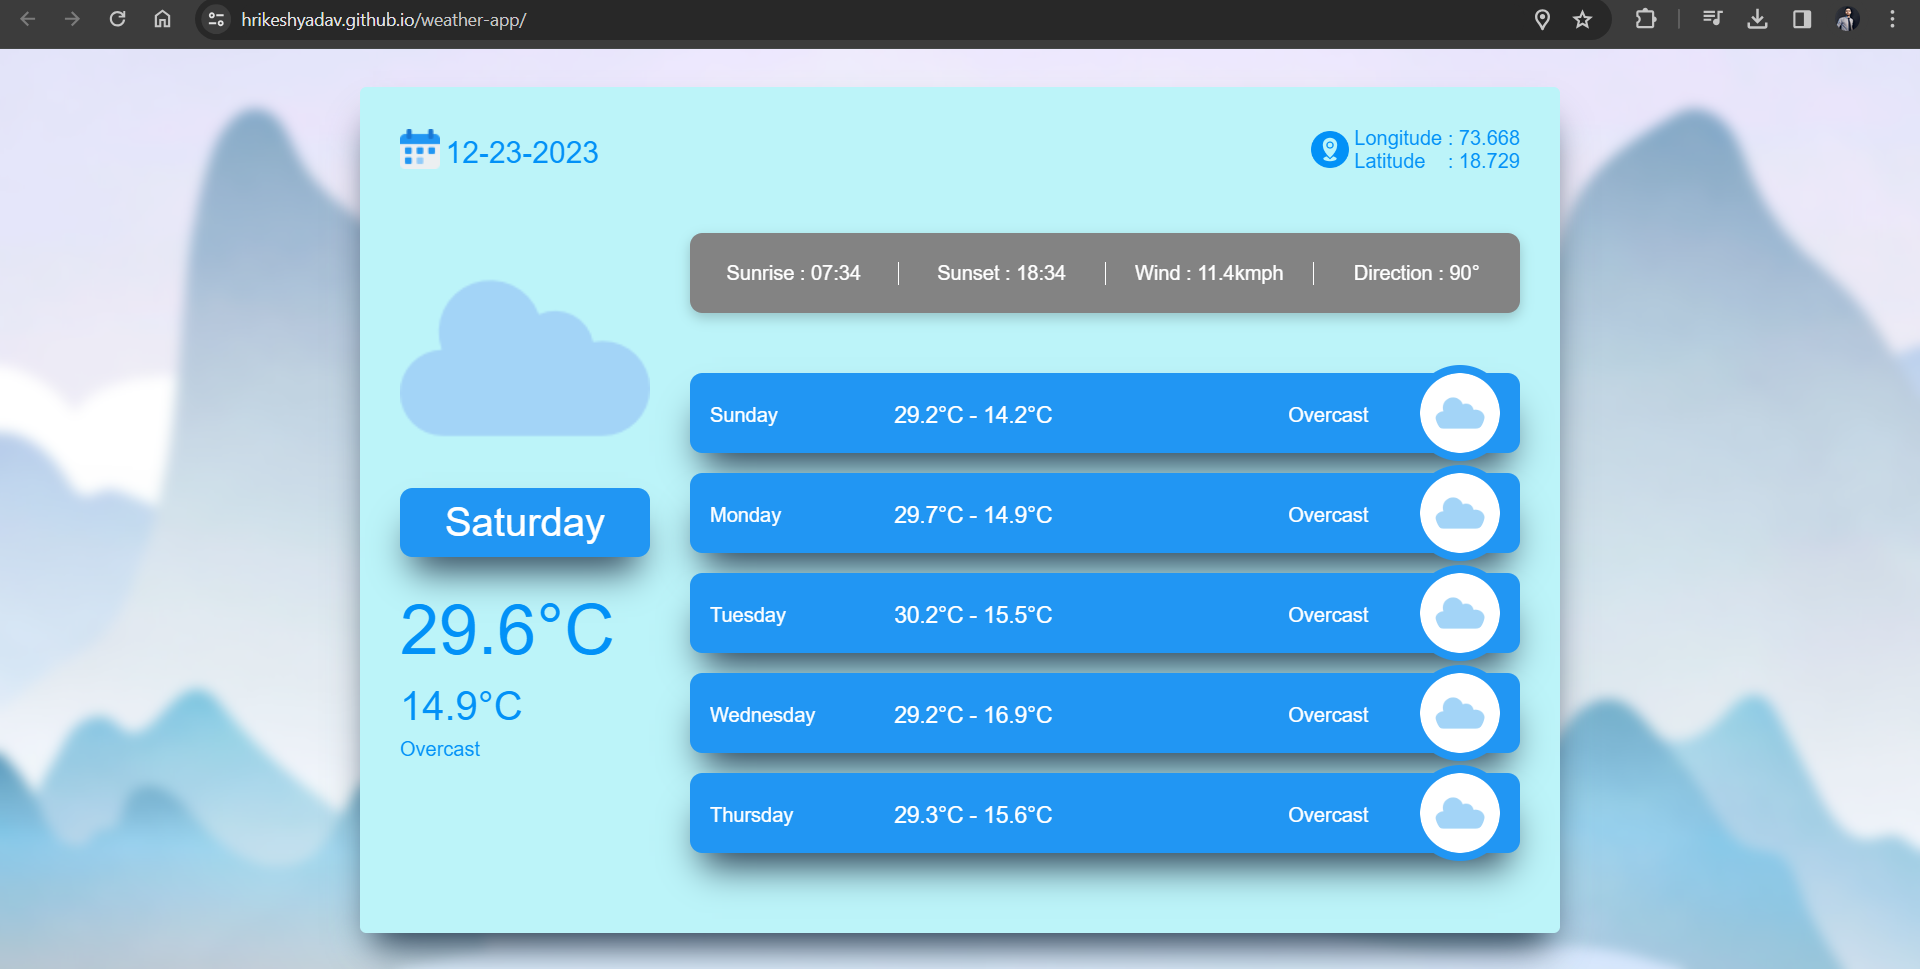 hrikeshyadav.github.io/weather-app/
12-23-2023
Longitude : 73.668
Latitude : 18.729
Sunrise : 07:34
Sunset : 18:34
Wind : 11.4kmph
Direction : 90°
Saturday
29.6°C
14.9°C
Overcast
Sunday 29.2°C - 14.2°C Overcast
Monday 29.7°C - 14.9°C Overcast
Tuesday 30.2°C - 15.5°C Overcast
Wednesday 29.2°C - 16.9°C Overcast
Thursday 29.3°C - 15.6°C Overcast